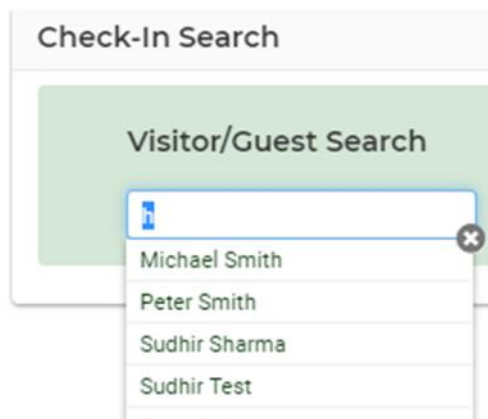 Check-In Search
Visitor/Guest Search
h
Michael Smith
Peter Smith
Sudhir Sharma
Sudhir Test